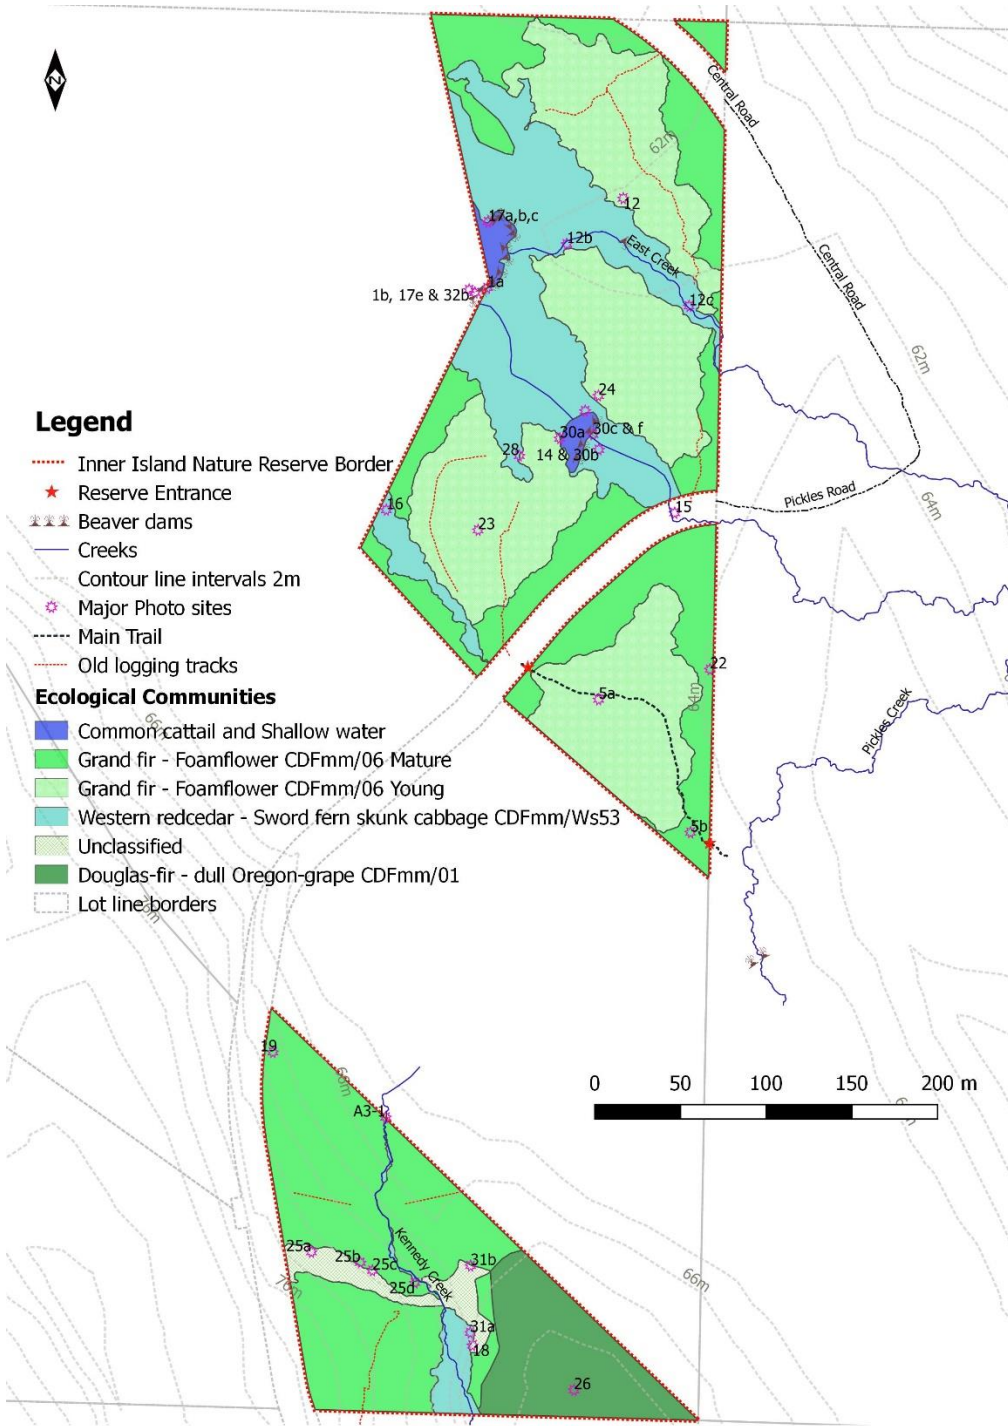 N
Central Road
62m
12
17a,b,c
12b
East Creek
Central Road
1a
1b, 17e & 32b
12c
62m
24
30a
30c & f
28
14 & 30b
Pickles Road
64m
16
15
23
22
5a
64m
Pickles Creek
5b
Legend
Inner Island Nature Reserve Border
Reserve Entrance
Beaver dams
Creeks
Contour line intervals 2m
Major Photo sites
Main Trail
Old logging tracks
Ecological Communities
Common cattail and Shallow water
Grand fir - Foamflower CDFmm/06 Mature
Grand fir - Foamflower CDFmm/06 Young
Western redcedar - Sword fern skunk cabbage CDFmm/Ws53
Unclassified
Douglas-fir - dull Oregon-grape CDFmm/01
Lot line borders
66m
76m
19
68m
0 50 100 150 200 m
A3-1
Kennedy Creek
25a
25b
25c
25d
31b
70m
66m
31a
18
26